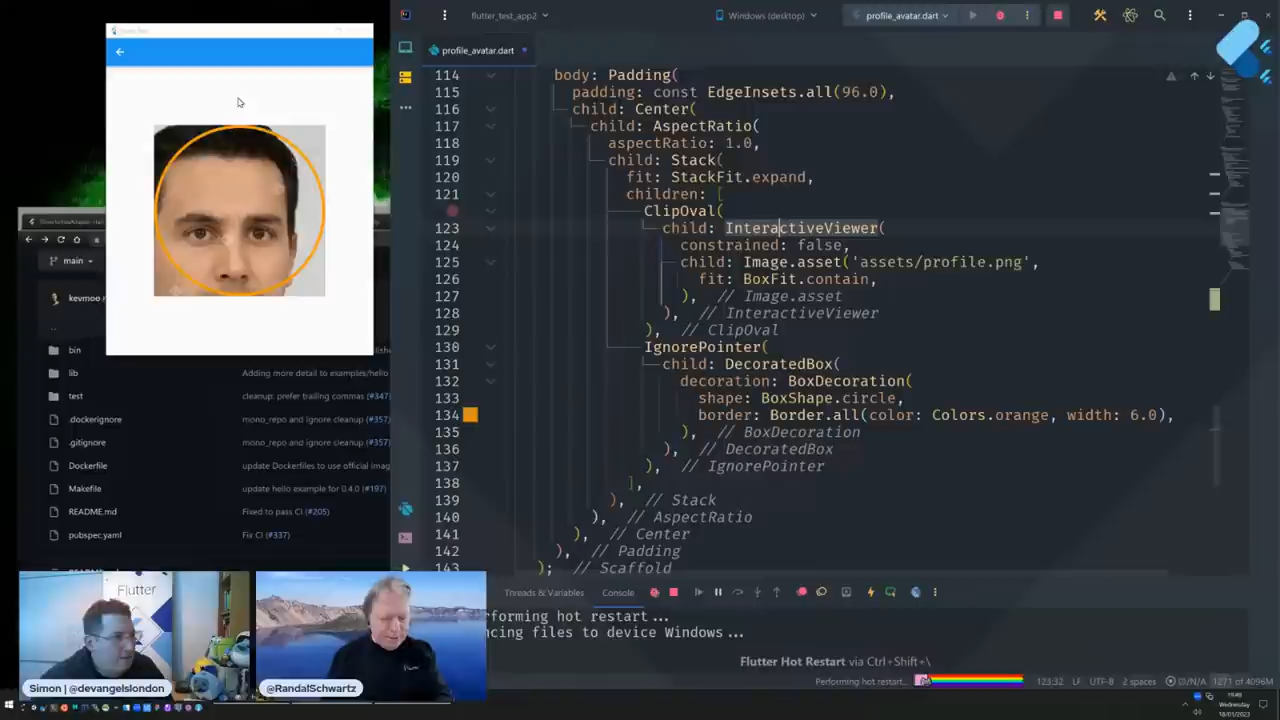 flutter_test_app2
Windows (desktop)
profile_avatar.dart
profile_avatar.dart
main
kevmoo
bin
lib
Adding more detail to examples/hello
test
cleanup: prefer trailing commas (#347)
.dockerignore
mono_repo and ignore cleanup (#357)
.gitignore
mono_repo and ignore cleanup (#357)
Dockerfile
update Dockerfiles to use official imag
Makefile
update hello example for 0.4.0 (#197)
README.md
Fixed to pass CI (#205)
pubspec.yaml
Fix CI (#337)
114 body: Padding(
115 padding: const EdgeInsets.all(96.0),
116 child: Center(
117 child: AspectRatio(
118 aspectRatio: 1.0,
119 child: Stack(
120 fit: StackFit.expand,
121 children: [
ClipOval(
123 child: InteractiveViewer(
124 constrained: false,
125 child: Image.asset('assets/profile.png',
126 fit: BoxFit.contain,
127 ), // Image.asset
128 ), // InteractiveViewer
129 ), // ClipOval
130 IgnorePointer(
131 child: DecoratedBox(
132 decoration: BoxDecoration(
133 shape: BoxShape.circle,
134 border: Border.all(color: Colors.orange, width: 6.0),
135 ), // BoxDecoration
136 ), // DecoratedBox
137 ), // IgnorePointer
138 ],
139 ), // Stack
140 ), // AspectRatio
141 ), // Center
142 ), // Padding
143 ); // Scaffold
Threads & Variables
Console
rforming hot restart...
ncing files to device Windows...
Flutter Hot Restart via Ctrl+Shift+\
Performing hot restart...
123:32 LF UTF-8 2 spaces
N/A
1271 of 4096M
Flutter
Simon | @devangelslondon
@RandalSchwartz
Wednesday
18/01/2023